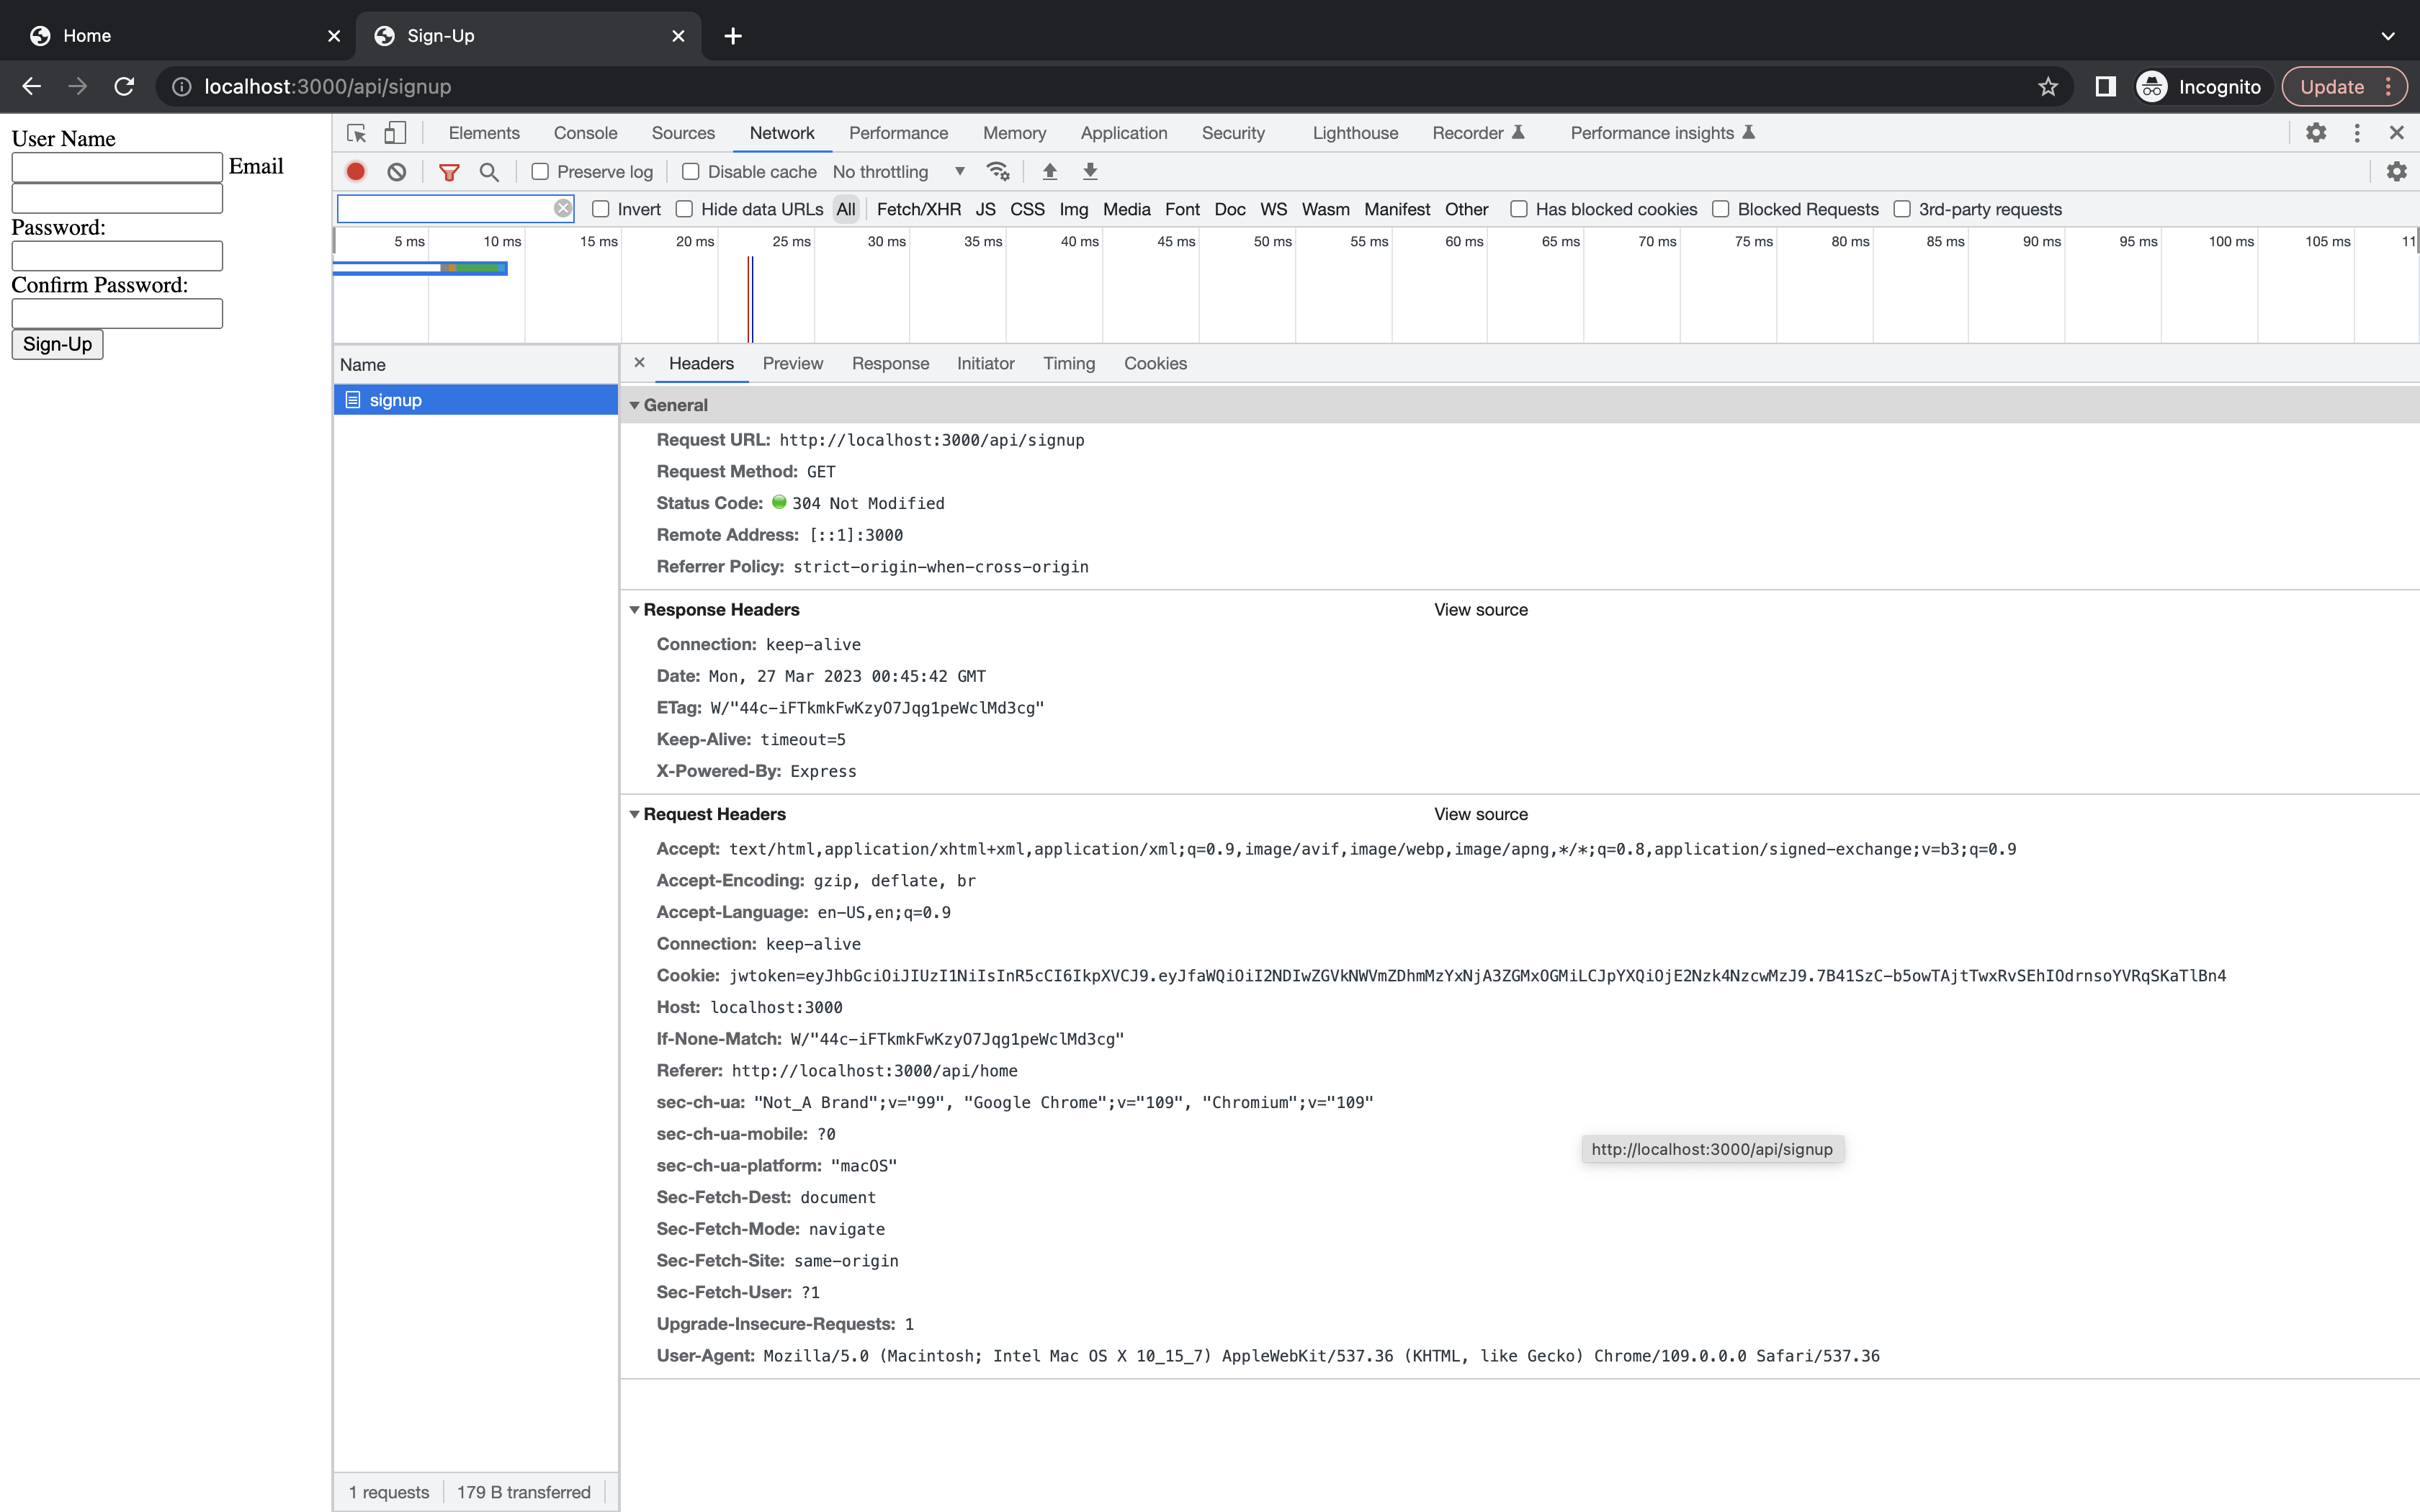 Home
Sign-Up
localhost:3000/api/signup
Incognito
Update
User Name
Email
Password:
Confirm Password:
Sign-Up
Elements Console Sources Network Performance Memory Application Security Lighthouse Recorder Performance insights
Preserve log Disable cache No throttling
Invert Hide data URLs All Fetch/XHR JS CSS Img Media Font Doc WS Wasm Manifest Other Has blocked cookies Blocked Requests 3rd-party requests
5 ms 10 ms 15 ms 20 ms 25 ms 30 ms 35 ms 40 ms 45 ms 50 ms 55 ms 60 ms 65 ms 70 ms 75 ms 80 ms 85 ms 90 ms 95 ms 100 ms 105 ms 11
Name
signup
Headers Preview Response Initiator Timing Cookies
General
Request URL: http://localhost:3000/api/signup
Request Method: GET
Status Code: 304 Not Modified
Remote Address: [::1]:3000
Referrer Policy: strict-origin-when-cross-origin
Response Headers View source
Connection: keep-alive
Date: Mon, 27 Mar 2023 00:45:42 GMT
ETag: W/"44c-iFTkmkFwKzyO7Jqg1peWclMd3cg"
Keep-Alive: timeout=5
X-Powered-By: Express
Request Headers View source
Accept: text/html,application/xhtml+xml,application/xml;q=0.9,image/avif,image/webp,image/apng,*/*;q=0.8,application/signed-exchange;v=b3;q=0.9
Accept-Encoding: gzip, deflate, br
Accept-Language: en-US,en;q=0.9
Connection: keep-alive
Cookie: jwtoken=eyJhbGciOiJIUzI1NiIsInR5cCI6IkpXVCJ9.eyJfaWQiOiI2NDIwZGVkNWVmZDhmMzYxNjA3ZGMxOGMiLCJpYXQiOjE2Nzk4NzcwMzJ9.7B41SzC-b5owTAjtTwxRvSEhIOdrnsoYVRqSKaTlBn4
Host: localhost:3000
If-None-Match: W/"44c-iFTkmkFwKzyO7Jqg1peWclMd3cg"
Referer: http://localhost:3000/api/home
sec-ch-ua: "Not_A Brand";v="99", "Google Chrome";v="109", "Chromium";v="109"
sec-ch-ua-mobile: ?0
sec-ch-ua-platform: "macOS"
http://localhost:3000/api/signup
Sec-Fetch-Dest: document
Sec-Fetch-Mode: navigate
Sec-Fetch-Site: same-origin
Sec-Fetch-User: ?1
Upgrade-Insecure-Requests: 1
User-Agent: Mozilla/5.0 (Macintosh; Intel Mac OS X 10_15_7) AppleWebKit/537.36 (KHTML, like Gecko) Chrome/109.0.0.0 Safari/537.36
1 requests 179 B transferred